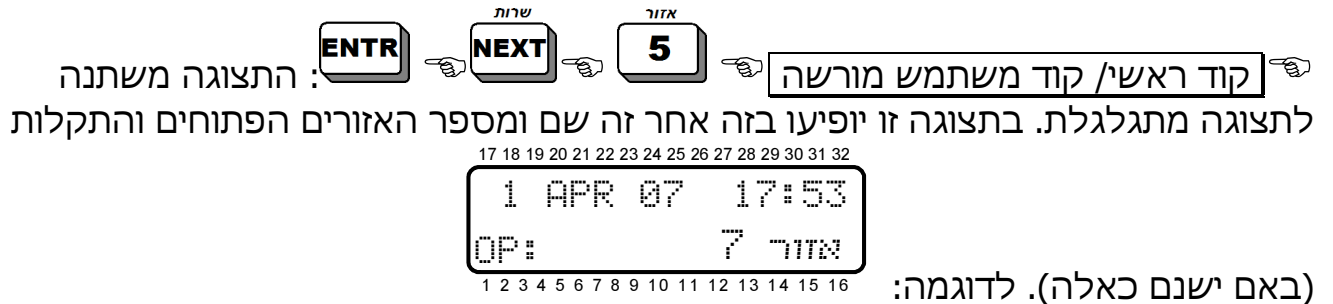 שרות אזור
קוד ראשי/ קוד משתמש מורשה 5 NEXT ENTR : התצוגה משתנה
לתצוגה מתגלגלת. בתצוגה זו יופיעו בזה אחר זה שם ומספר האזורים הפתוחים והתקלות
17 18 19 20 21 22 23 24 25 26 27 28 29 30 31 32
1 APR 07 17:53
OP: 7 אזור
1 2 3 4 5 6 7 8 9 10 11 12 13 14 15 16
(באם ישנם כאלה). לדוגמה: